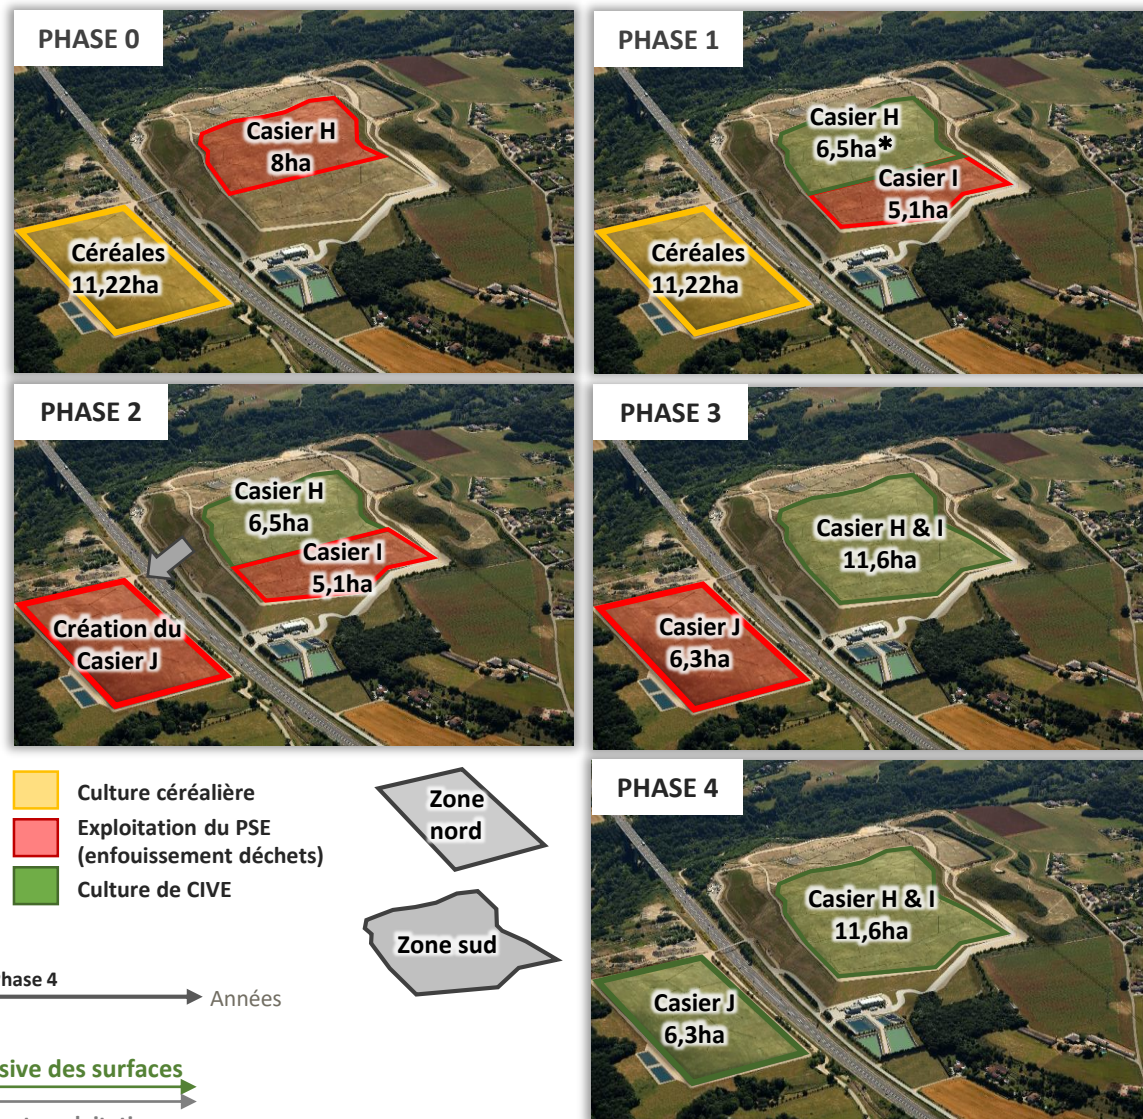 PHASE 0
Casier H
8ha
Céréales
11,22ha
PHASE 1
Casier H
6,5ha*
Casier I
5,1ha
Céréales
11,22ha
PHASE 2
Casier H
6,5ha
Casier I
5,1ha
Création du
Casier J
PHASE 3
Casier H & I
11,6ha
Casier J
6,3ha
Culture céréalière
Exploitation du PSE
(enfouissement déchets)
Culture de CIVE
Zone
nord
Zone sud
PHASE 4
Casier H & I
11,6ha
Casier J
6,3ha
hase 4
Années
sive des surfaces